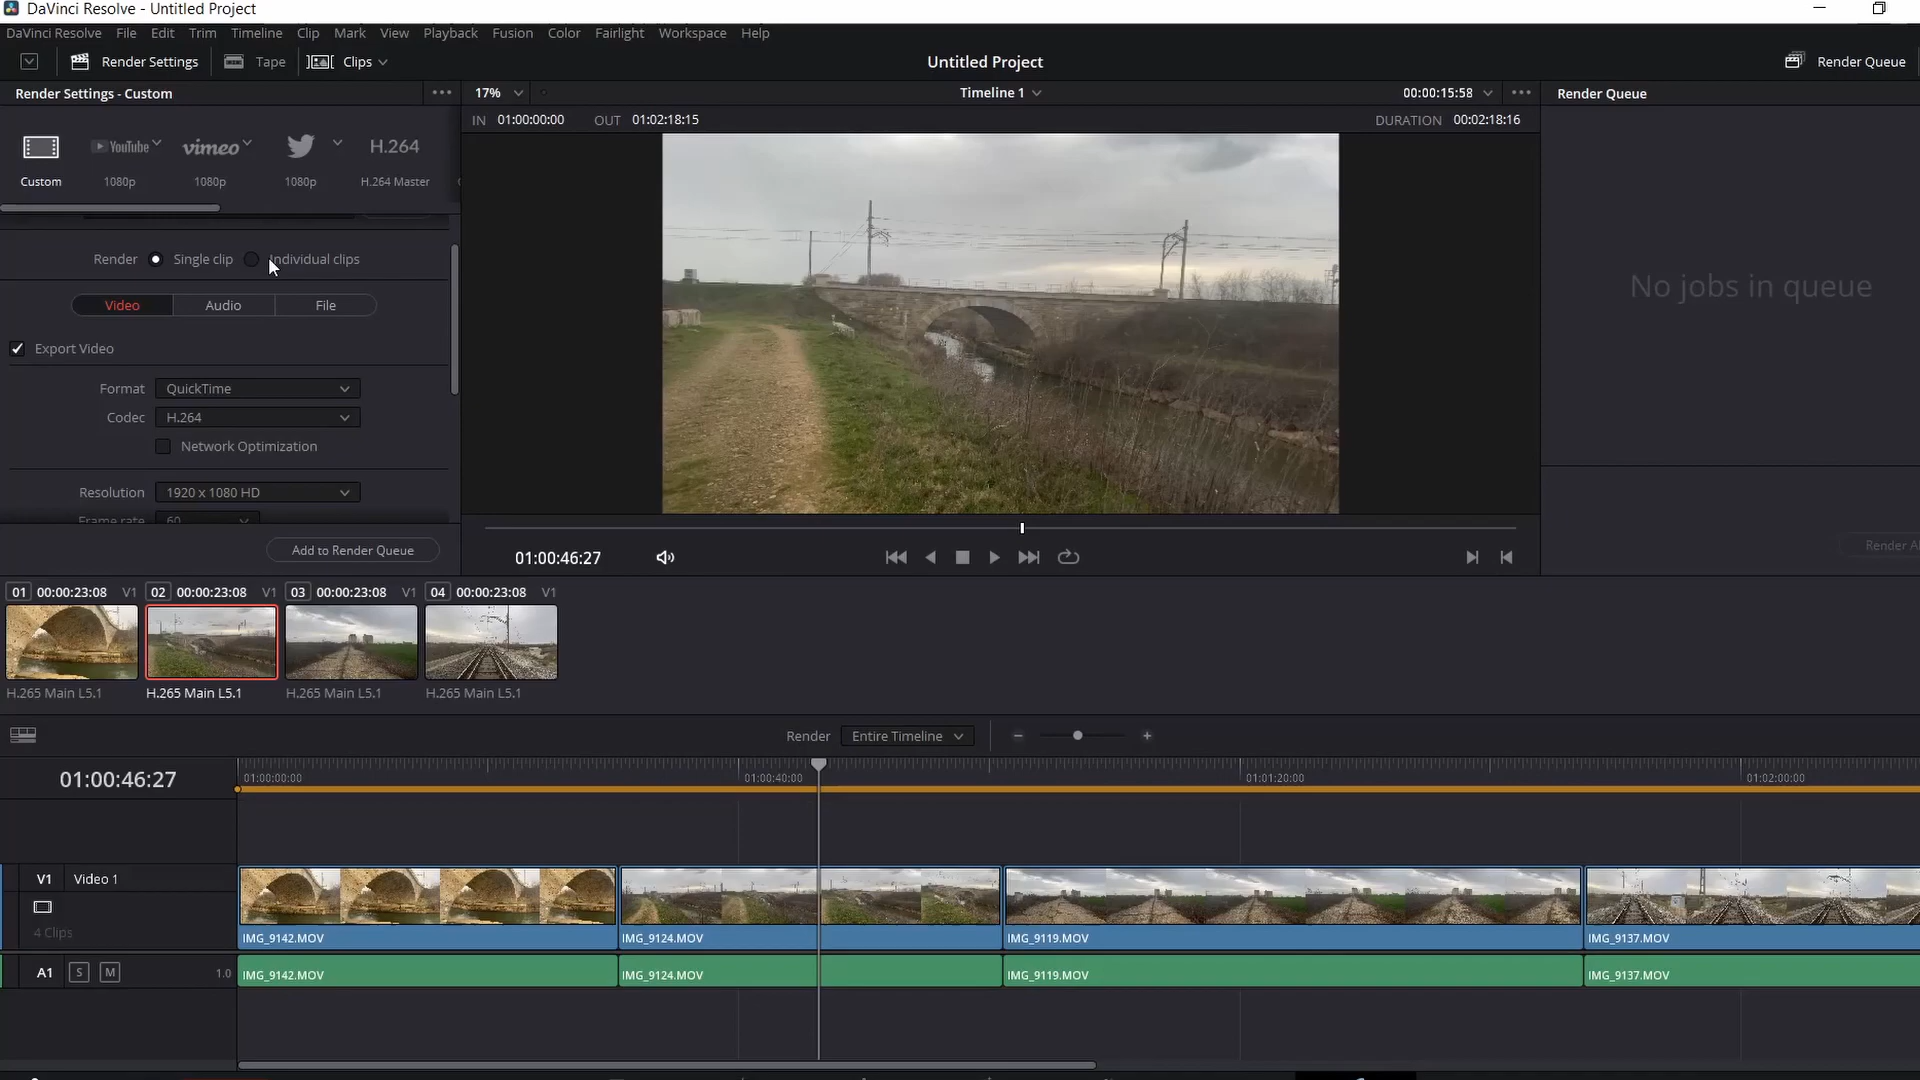 DaVinci Resolve - Untitled Project
DaVinci Resolve File Edit Trim Timeline Clip Mark View Playback Fusion Color Fairlight Workspace Help
Render Settings Tape Clips Untitled Project Render Queue
Render Settings - Custom 17% Timeline 1 00:00:15:58 Render Queue
IN 01:00:00:00 OUT 01:02:18:15 DURATION 00:02:18:16
YouTube vimeo H.264
Custom 1080p 1080p 1080p H.264 Master
Render Single clip Individual clips
No jobs in queue
Video Audio File
Export Video
Format QuickTime
Codec H.264
Network Optimization
Resolution 1920 x 1080 HD
Frame rate 60
Add to Render Queue
01:00:46:27
Render Al
01 00:00:23:08 V1 02 00:00:23:08 V1 03 00:00:23:08 V1 04 00:00:23:08 V1
H.265 Main L5.1 H.265 Main L5.1 H.265 Main L5.1 H.265 Main L5.1
Render Entire Timeline
01:00:46:27 01:00:00:00 01:00:40:00 01:01:20:00 01:02:00:00
V1 Video 1
4 Clips
IMG_9142.MOV IMG_9124.MOV IMG_9119.MOV IMG_9137.MOV
A1 S M 1.0 IMG_9142.MOV IMG_9124.MOV IMG_9119.MOV IMG_9137.MOV